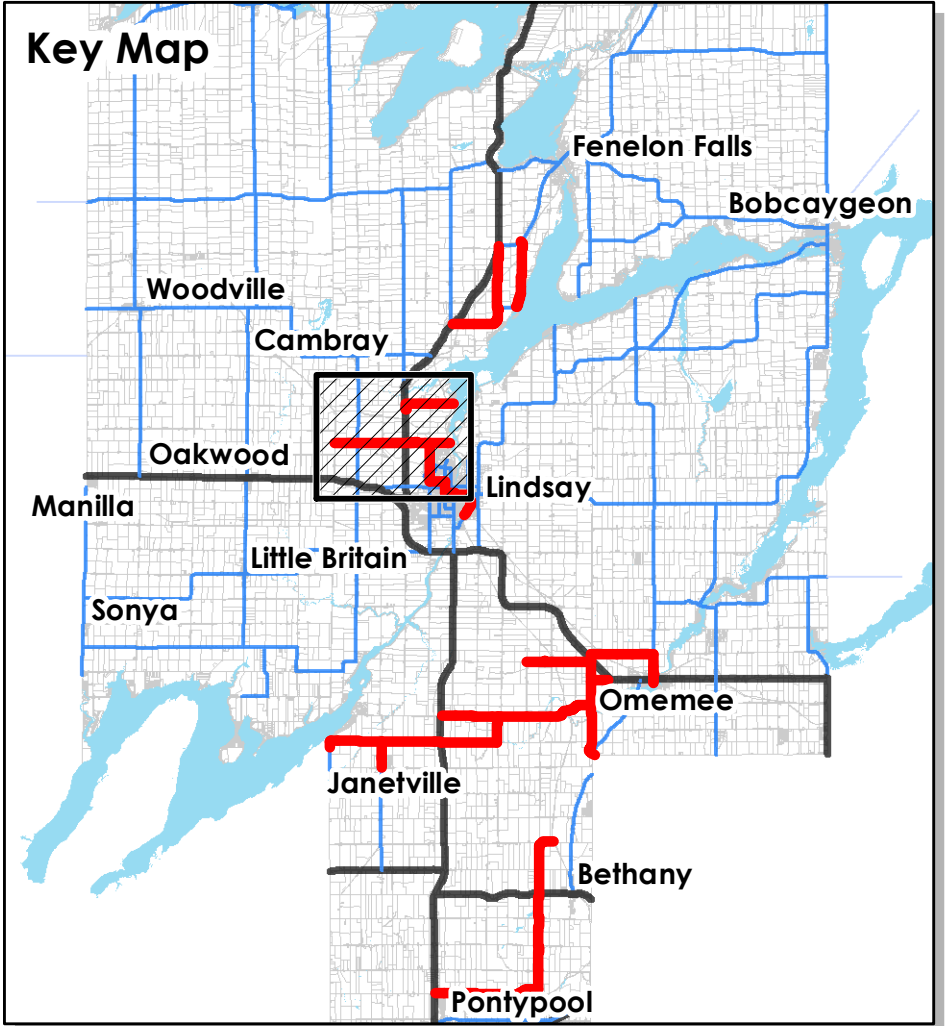 Key Map
Fenelon Falls
Bobcaygeon
Woodville
Cambray
Oakwood
Lindsay
Manilla
Little Britain
Sonya
Omemee
Janetville
Bethany
Pontypool